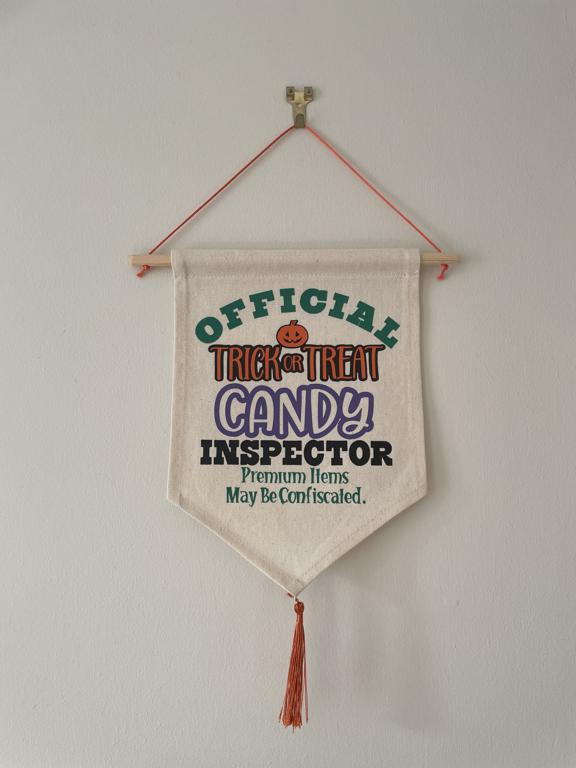 OFFICIAL
TRICK OR TREAT
CANDY
INSPECTOR
Premium Items
May Be Confiscated.